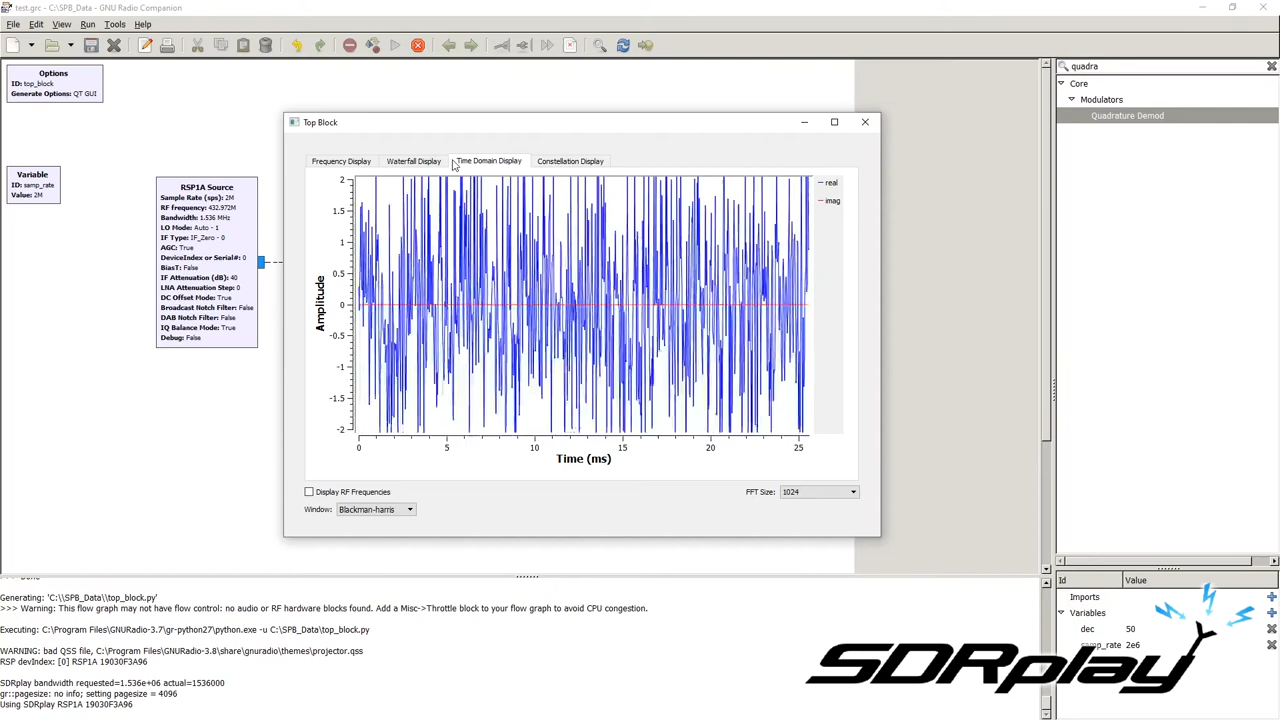 test.grc - C:\SPB_Data - GNU Radio Companion
File Edit View Run Tools Help
quadra
Core
Modulators
Quadrature Demod
Options
ID: top_block
Generate Options: QT GUI
Variable
ID: samp_rate
Value: 2M
RSP1A Source
Sample Rate (sps): 2M
RF frequency: 432.972M
Bandwidth: 1.536 MHz
LO Mode: Auto - 1
IF Type: IF_Zero - 0
AGC: True
DeviceIndex or Serial#: 0
BiasT: False
IF Attenuation (dB): 40
LNA Attenuation Step: 0
DC Offset Mode: True
Broadcast Notch Filter: False
DAB Notch Filter: False
IQ Balance Mode: True
Debug: False
Top Block
Frequency Display Waterfall Display Time Domain Display Constellation Display
real
imag
Amplitude
2
1.5
1
0.5
0
-0.5
-1
-1.5
-2
0 5 10 15 20 25
Time (ms)
Display RF Frequencies
FFT Size: 1024
Window: Blackman-harris
>>> Done
Generating: 'C:\\SPB_Data\\top_block.py'
>>> Warning: This flow graph may not have flow control: no audio or RF hardware blocks found. Add a Misc->Throttle block to your flow graph to avoid CPU congestion.
Executing: C:\Program Files\GNURadio-3.7\gr-python27\python.exe -u C:\SPB_Data\top_block.py
WARNING: bad QSS file, C:\Program Files\GNURadio-3.8\share\gnuradio\themes\projector.qss
RSP devIndex: [0] RSP1A 19030F3A96
SDRplay bandwidth requested=1.536e+06 actual=1536000
gr::pagesize: no info; setting pagesize = 4096
Using SDRplay RSP1A 19030F3A96
Id Value
Imports
Variables
dec 50
samp_rate 2e6
SDRplay